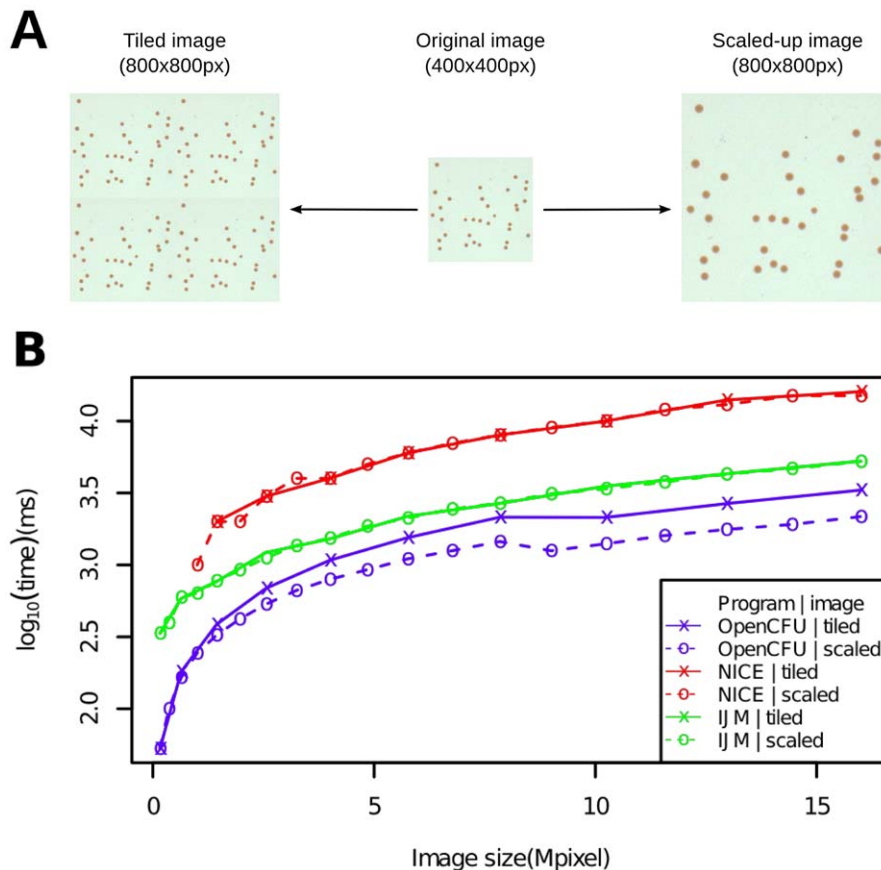 A
Tiled image
(800x800px)
Original image
(400x400px)
Scaled-up image
(800x800px)
B
log10(time)(ms)
4.0
3.5
3.0
2.5
2.0
0
5
10
15
Image size(Mpixel)
Program | image
OpenCFU | tiled
OpenCFU | scaled
NICE | tiled
NICE | scaled
IJM | tiled
IJM | scaled